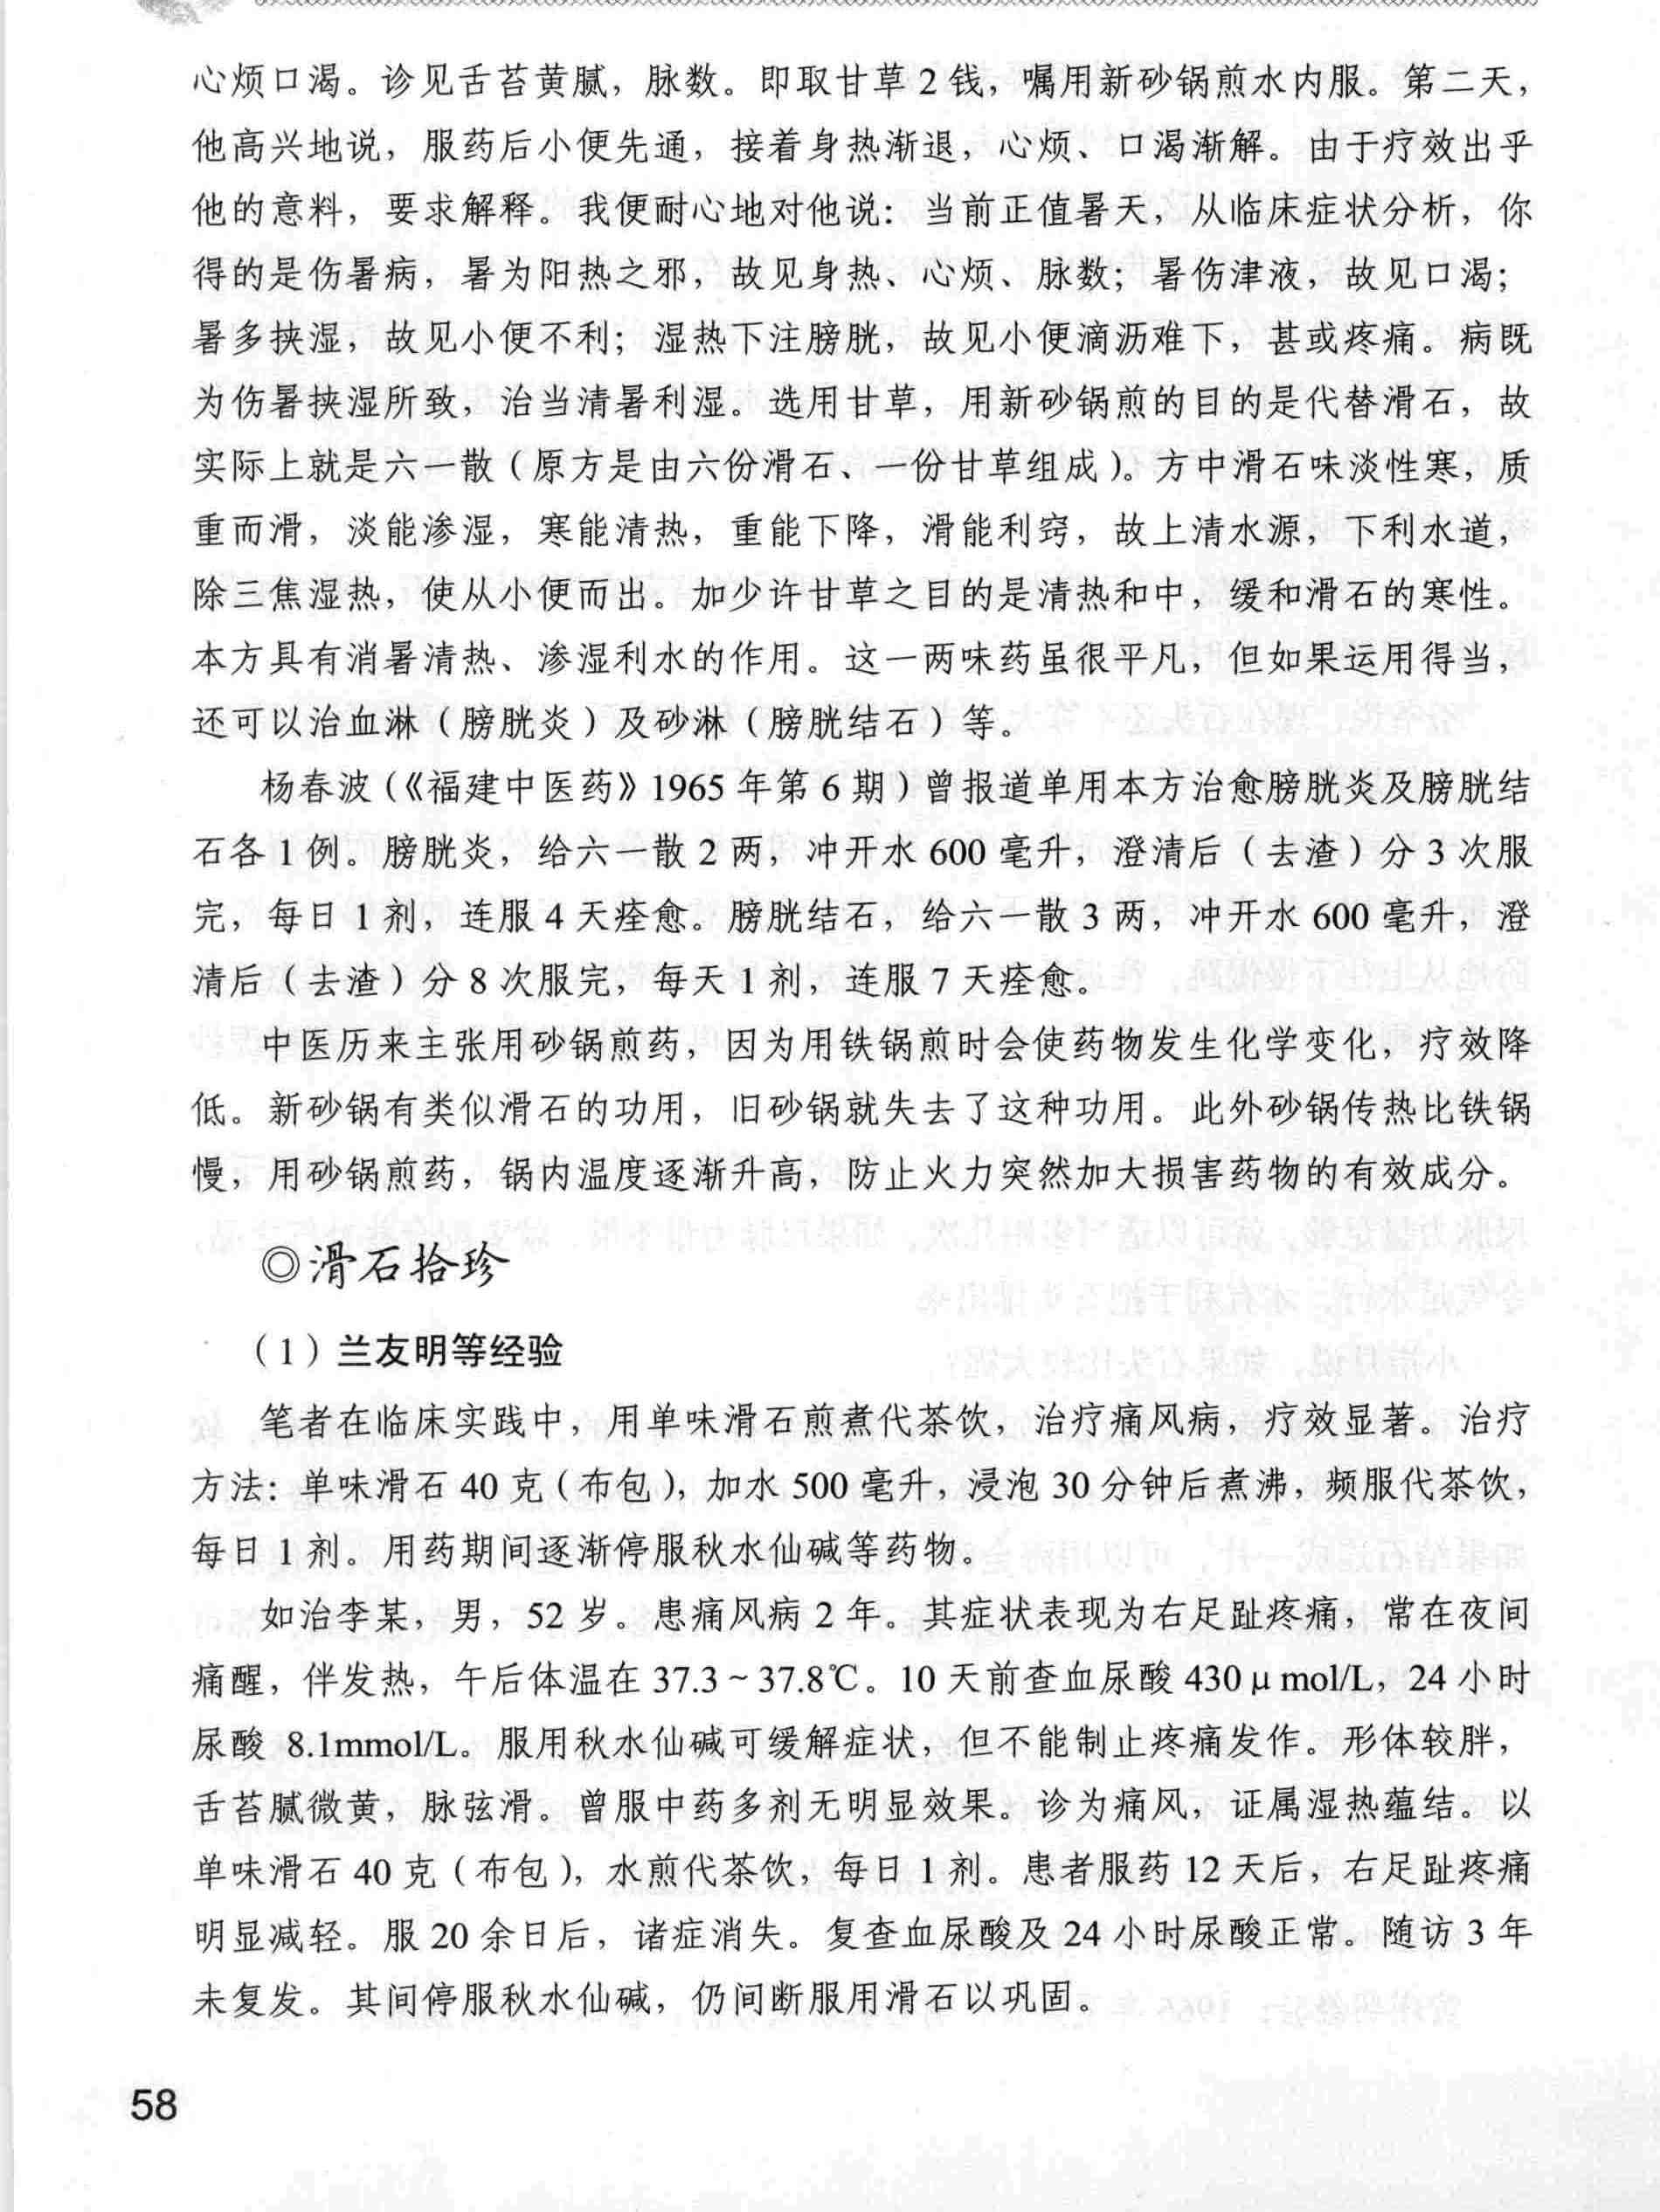 心烦口渴。诊见舌苔黄腻，脉数。即取甘草 2 钱，嘱用新砂锅煎水内服。第二天，
他高兴地说，服药后小便先通，接着身热渐退，心烦、口渴渐解。由于疗效出乎
他的意料，要求解释。我便耐心地对他说：当前正值暑天，从临床症状分析，你
得的是伤暑病，暑为阳热之邪，故见身热、心烦、脉数；暑伤津液，故见口渴；
暑多挟湿，故见小便不利；湿热下注膀胱，故见小便滴沥难下，甚或疼痛。病既
为伤暑挟湿所致，治当清暑利湿。选用甘草，用新砂锅煎的目的是代替滑石，故
实际上就是六一散（原方是由六份滑石、一份甘草组成）。方中滑石味淡性寒，质
重而滑，淡能渗湿，寒能清热，重能下降，滑能利窍，故上清水源，下利水道，
除三焦湿热，使从小便而出。加少许甘草之目的是清热和中，缓和滑石的寒性。
本方具有消暑清热、渗湿利水的作用。这一两味药虽很平凡，但如果运用得当，
还可以治血淋（膀胱炎）及砂淋（膀胱结石）等。
杨春波（《福建中医药》1965 年第 6 期）曾报道单用本方治愈膀胱炎及膀胱结
石各 1 例。膀胱炎，给六一散 2 两，冲开水 600 毫升，澄清后（去渣）分 3 次服
完，每日 1 剂，连服 4 天痊愈。膀胱结石，给六一散 3 两，冲开水 600 毫升，澄
清后（去渣）分 8 次服完，每天 1 剂，连服 7 天痊愈。
中医历来主张用砂锅煎药，因为用铁锅煎时会使药物发生化学变化，疗效降
低。新砂锅有类似滑石的功用，旧砂锅就失去了这种功用。此外砂锅传热比铁锅
慢，用砂锅煎药，锅内温度逐渐升高，防止火力突然加大损害药物的有效成分。
◎滑石拾珍
（1）兰友明等经验
笔者在临床实践中，用单味滑石煎煮代茶饮，治疗痛风病，疗效显著。治疗
方法：单味滑石 40 克（布包），加水 500 毫升，浸泡 30 分钟后煮沸，频服代茶饮，
每日 1 剂。用药期间逐渐停服秋水仙碱等药物。
如治李某，男，52 岁。患痛风病 2 年。其症状表现为右足趾疼痛，常在夜间
痛醒，伴发热，午后体温在 37.3～37.8℃。10 天前查血尿酸 430μmol/L，24 小时
尿酸 8.1mmol/L。服用秋水仙碱可缓解症状，但不能制止疼痛发作。形体较胖，
舌苔腻微黄，脉弦滑。曾服中药多剂无明显效果。诊为痛风，证属湿热蕴结。以
单味滑石 40 克（布包），水煎代茶饮，每日 1 剂。患者服药 12 天后，右足趾疼痛
明显减轻。服 20 余日后，诸症消失。复查血尿酸及 24 小时尿酸正常。随访 3 年
未复发。其间停服秋水仙碱，仍间断服用滑石以巩固。
58